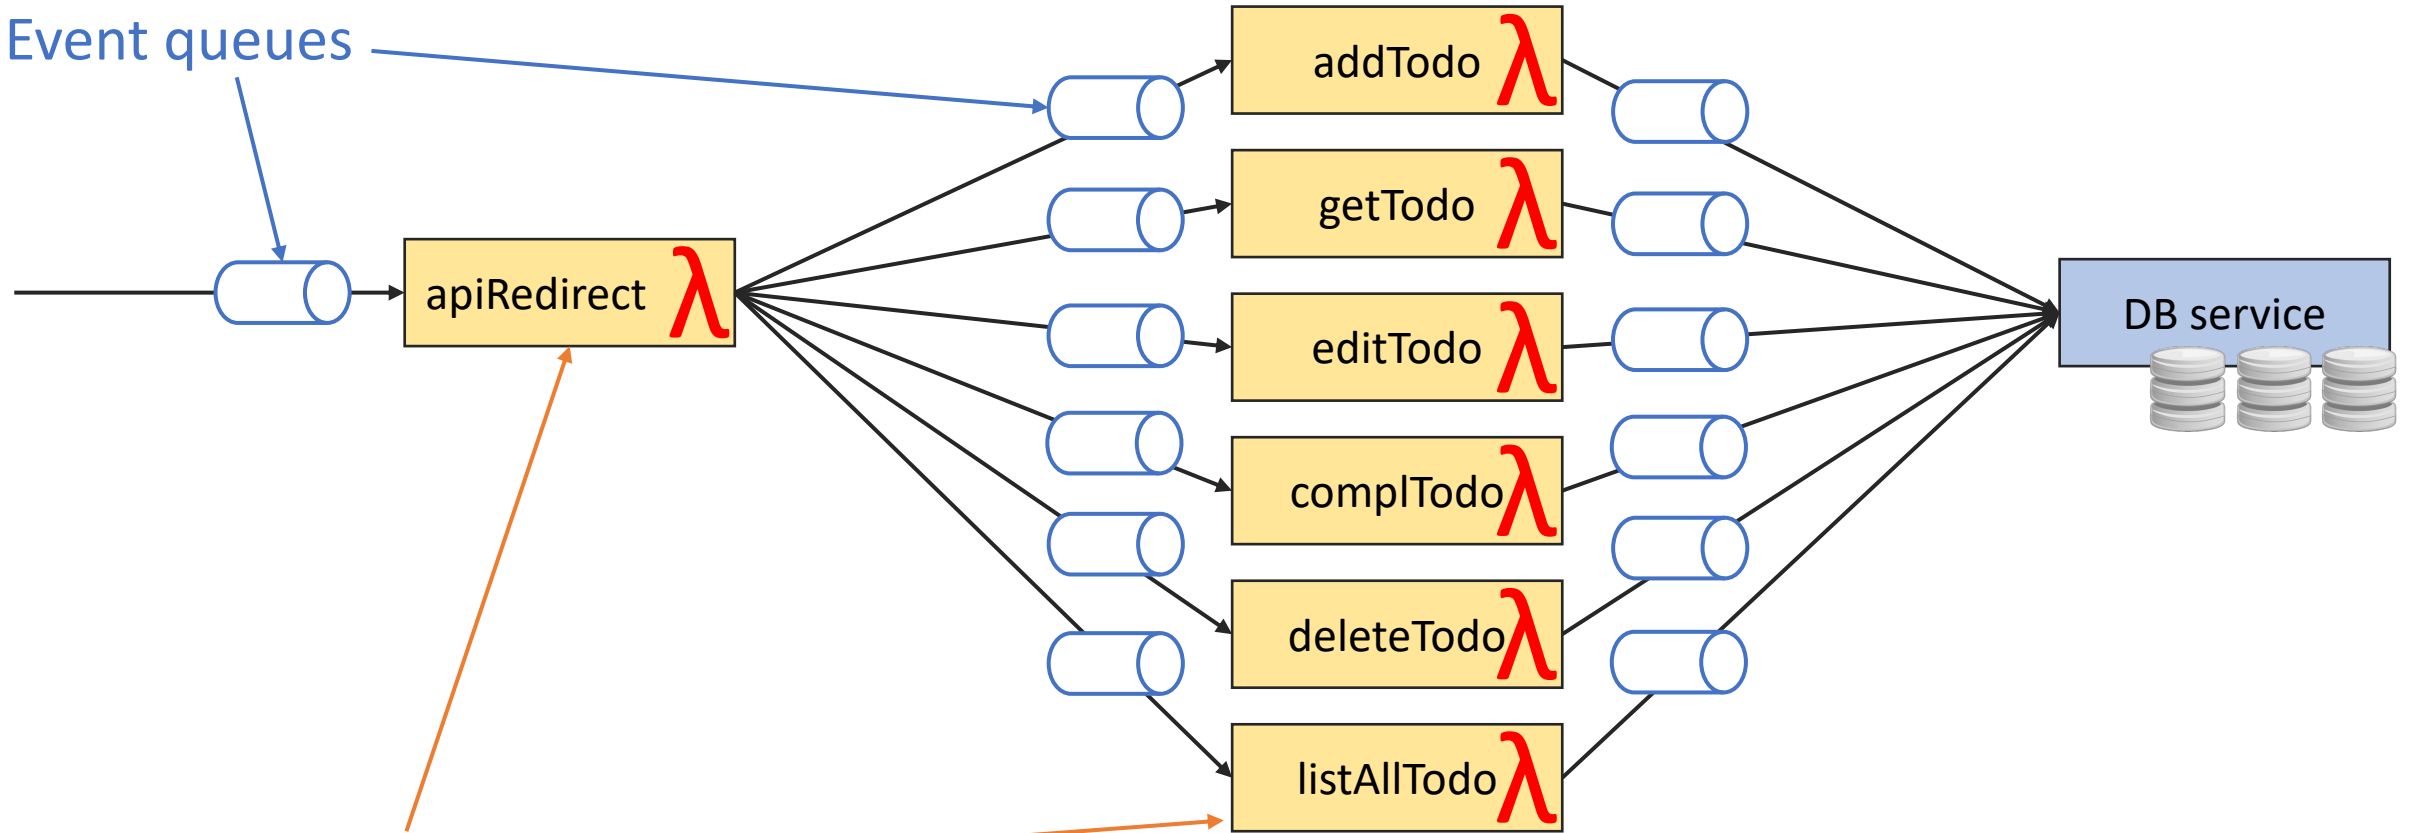 Event queues
addTodo λ
getTodo λ
apiRedirect λ
editTodo λ
DB service
complTodo λ
deleteTodo λ
listAllTodo λ